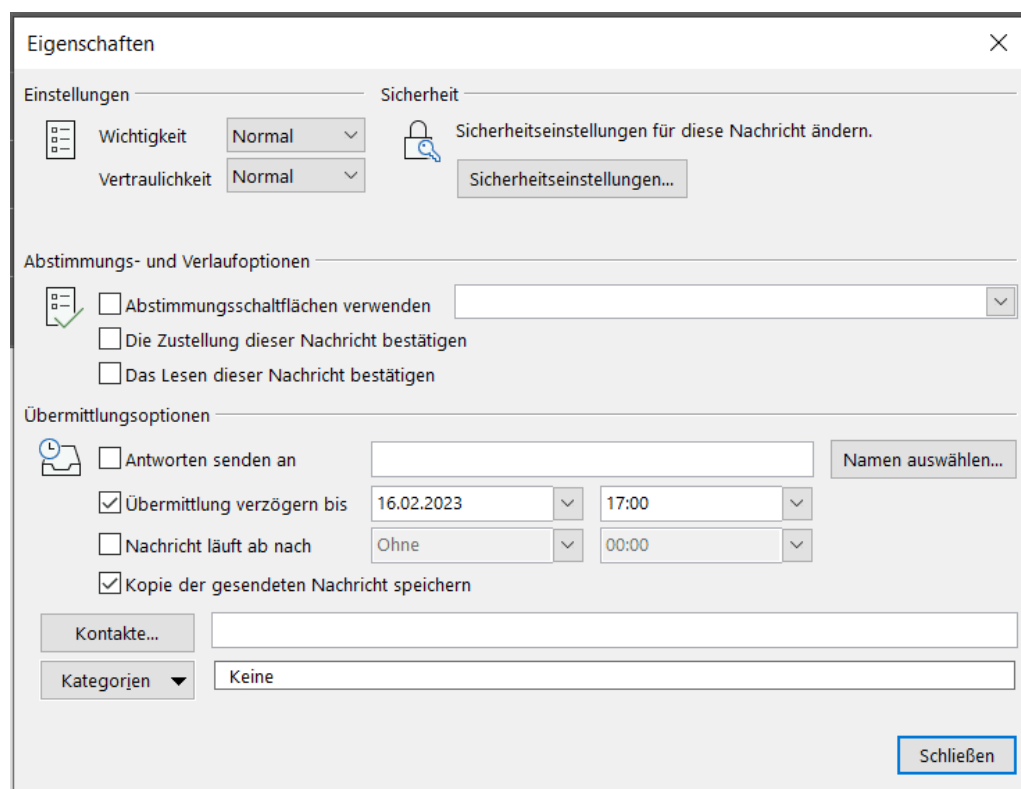 Eigenschaften
Einstellungen Sicherheit
Wichtigkeit Normal Sicherheitseinstellungen für diese Nachricht ändern.
Vertraulichkeit Normal Sicherheitseinstellungen...
Abstimmungs- und Verlaufoptionen
Abstimmungsschaltflächen verwenden
Die Zustellung dieser Nachricht bestätigen
Das Lesen dieser Nachricht bestätigen
Übermittlungsoptionen
Antworten senden an Namen auswählen...
Übermittlung verzögern bis 16.02.2023 17:00
Nachricht läuft ab nach Ohne 00:00
Kopie der gesendeten Nachricht speichern
Kontakte...
Kategorien Keine
Schließen